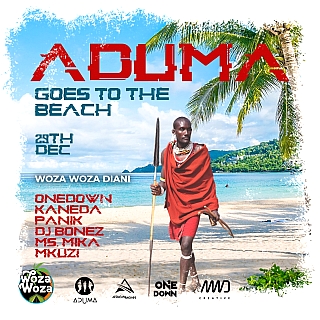 ADUMA
GOES TO THE
BEACH
29TH
DEC
WOZA WOZA DIANI
ONEDOWN
KANEDA
PANIK
DJ BONEZ
MS. MIKA
MKUZI
Woza
Woza
ADUMA
ONE
DOWN
CREATIVE